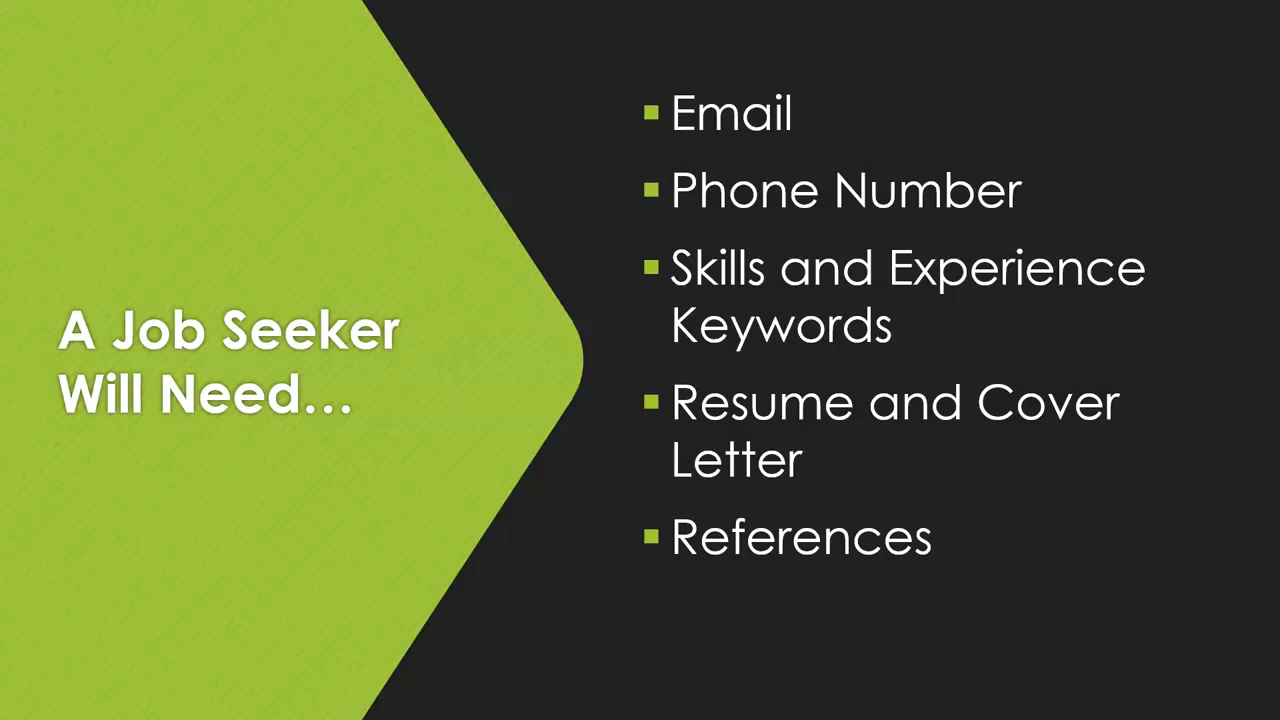 A Job Seeker
Will Need…
Email
Phone Number
Skills and Experience
Keywords
Resume and Cover
Letter
References